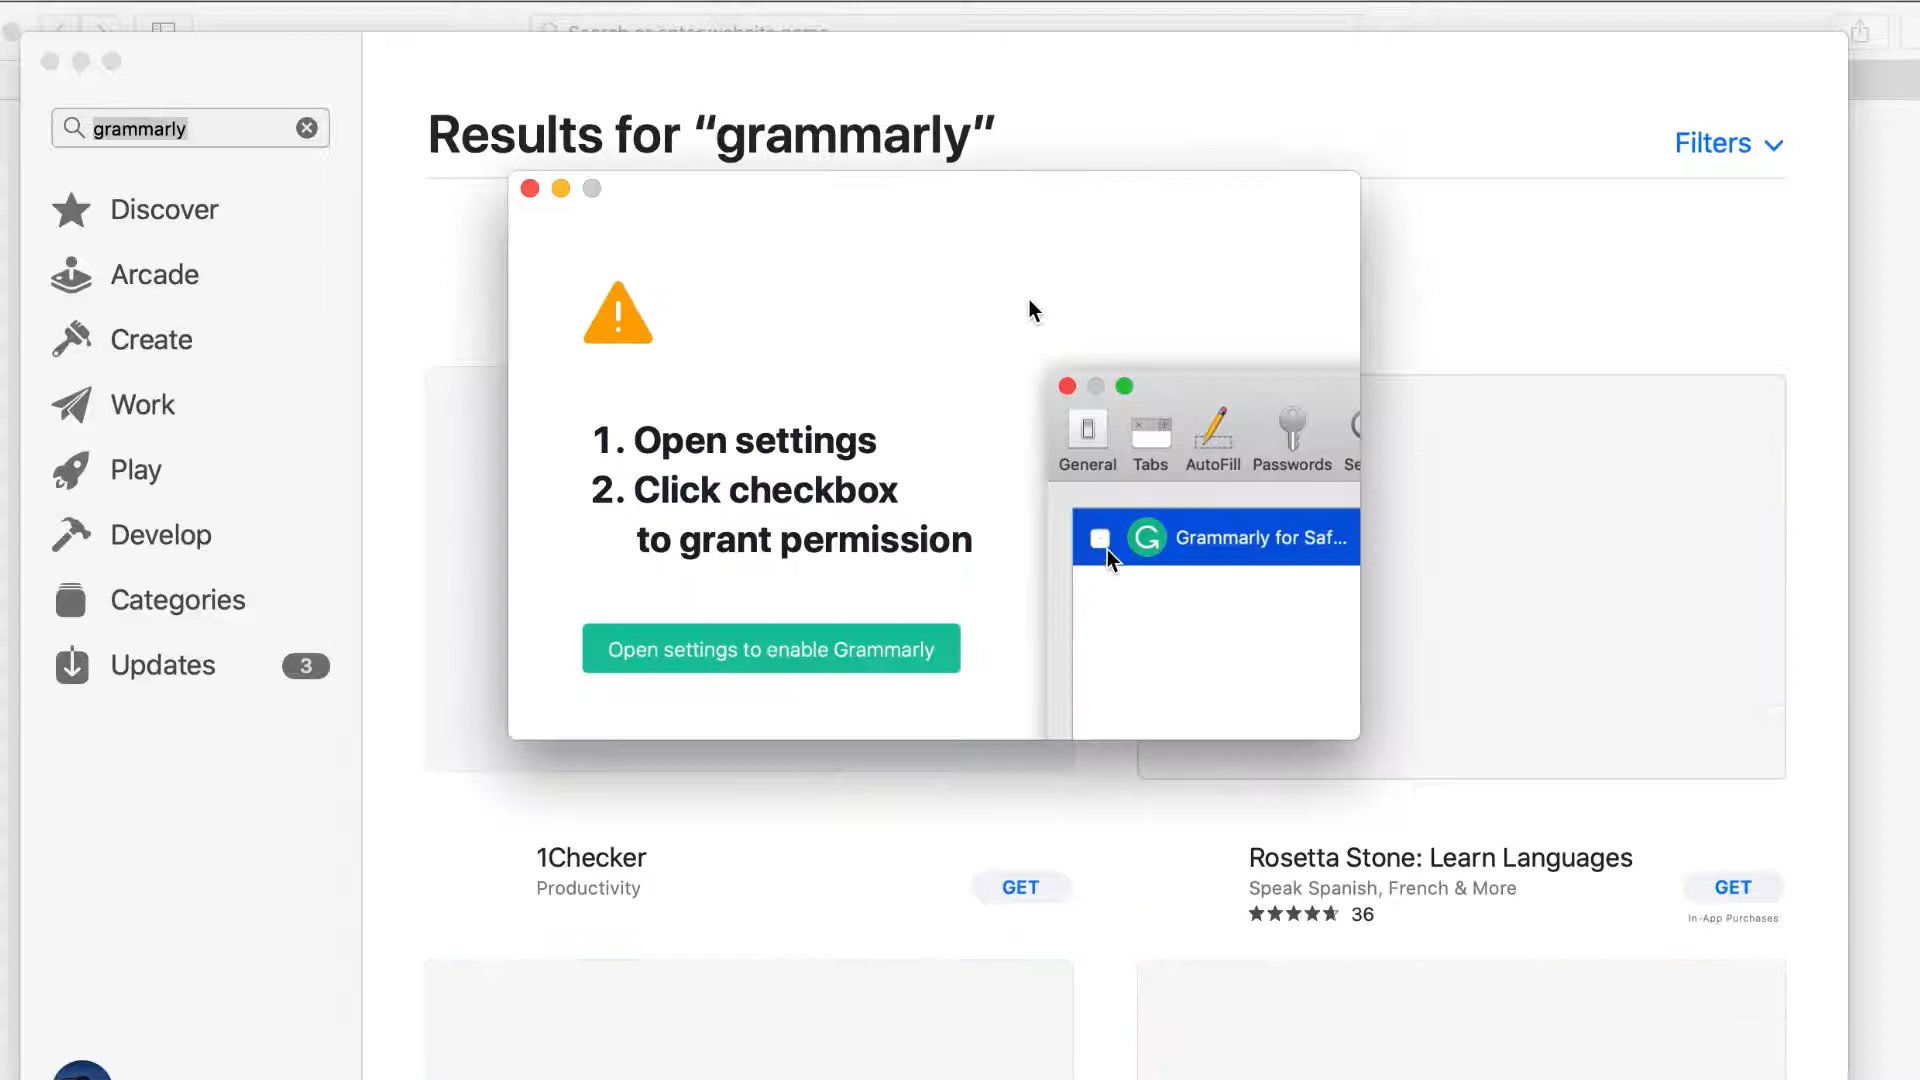 grammarly
Discover
Arcade
Create
Work
Play
Develop
Categories
Updates 3
Results for “grammarly”
Filters
1. Open settings
2. Click checkbox
to grant permission
Open settings to enable Grammarly
General Tabs AutoFill Passwords Se
Grammarly for Saf...
1Checker
Productivity
GET
Rosetta Stone: Learn Languages
Speak Spanish, French & More
36
GET
In-App Purchases